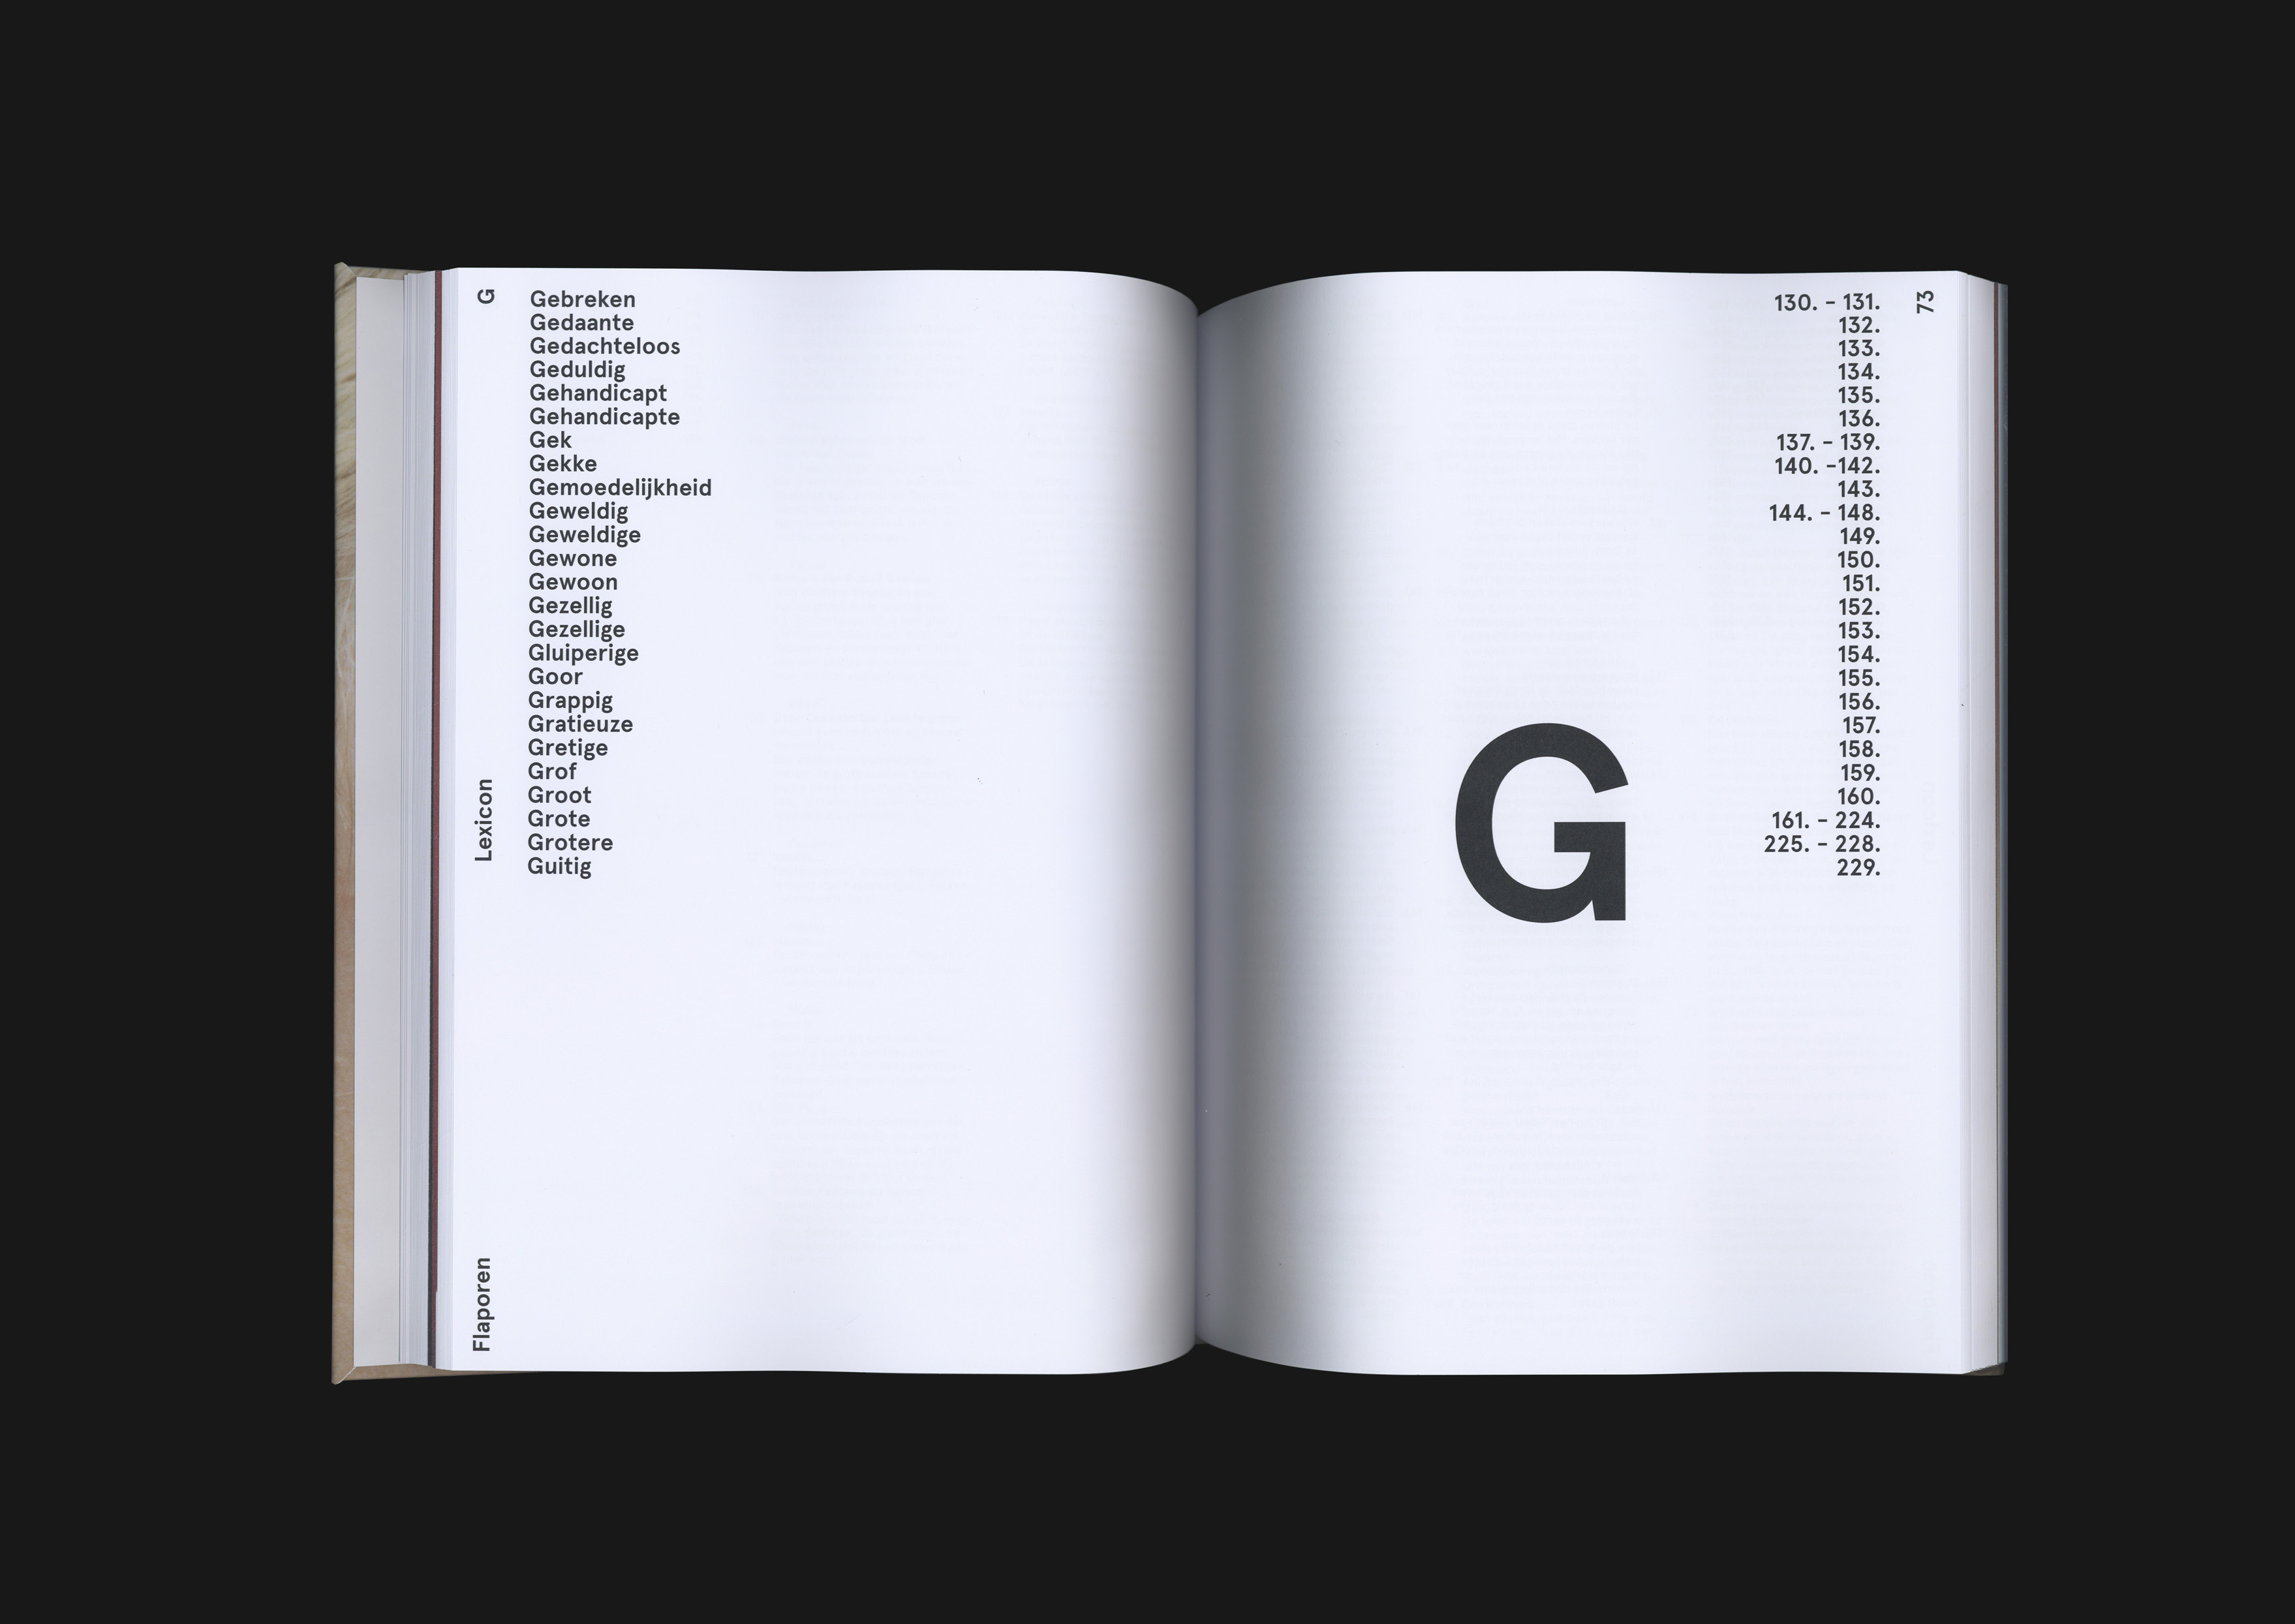 G
Gebreken
Gedaante
Gedachteloos
Geduldig
Gehandicapt
Gehandicapte
Gek
Gekke
Gemoedelijkheid
Geweldig
Geweldige
Gewone
Gewoon
Gezellig
Gezellige
Gluiperige
Goor
Grappig
Gratieuze
Gretige
Grof
Groot
Grote
Grotere
Guitig
Lexicon
Flaporen
73
130. – 131.
132.
133.
134.
135.
136.
137. – 139.
140. –142.
143.
144. – 148.
149.
150.
151.
152.
153.
154.
155.
156.
157.
158.
159.
160.
161. – 224.
225. – 228.
229.
G